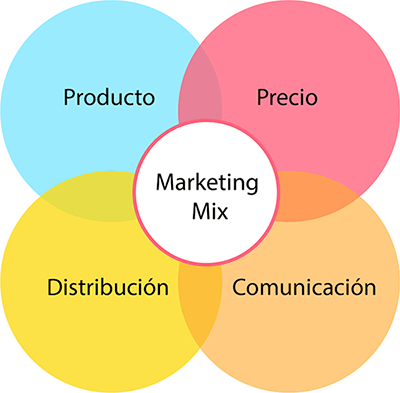 Producto
Precio
Marketing
Mix
Distribución
Comunicación